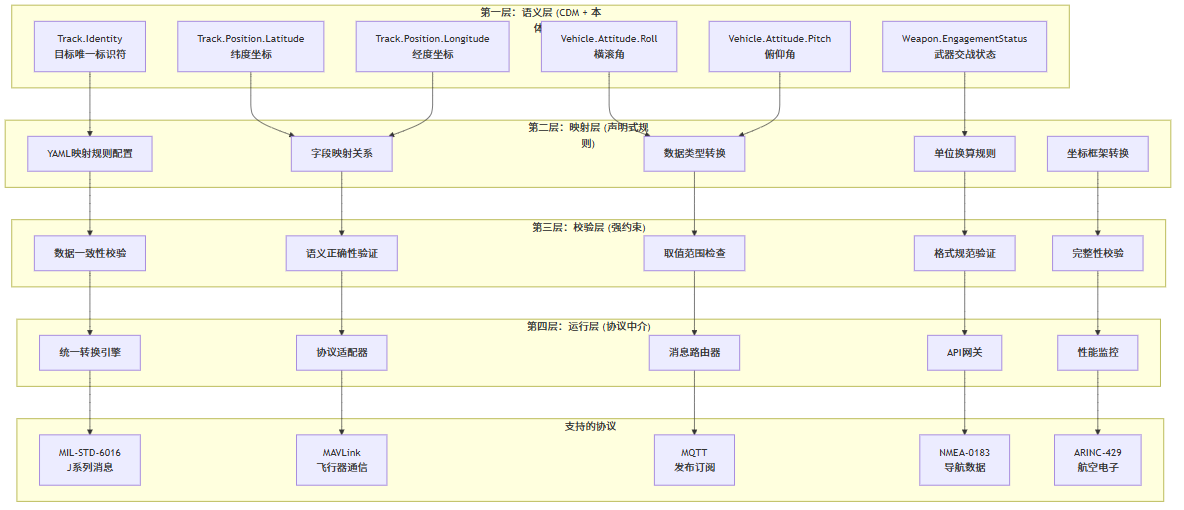 第一层：语义层 (CDM + 本
体
Track.Identity
目标唯一标识符
Track.Position.Latitude
纬度坐标
Track.Position.Longitude
经度坐标
Vehicle.Attitude.Roll
横滚角
Vehicle.Attitude.Pitch
俯仰角
Weapon.EngagementStatus
武器交战状态
第二层：映射层 (声明式规
则)
YAML映射规则配置
字段映射关系
数据类型转换
单位换算规则
坐标框架转换
第三层：校验层 (强约束)
数据一致性校验
语义正确性验证
取值范围检查
格式规范验证
完整性校验
第四层：运行层 (协议中介)
统一转换引擎
协议适配器
消息路由器
API网关
性能监控
支持的协议
MIL-STD-6016
J系列消息
MAVLink
飞行器通信
MQTT
发布订阅
NMEA-0183
导航数据
ARINC-429
航空电子